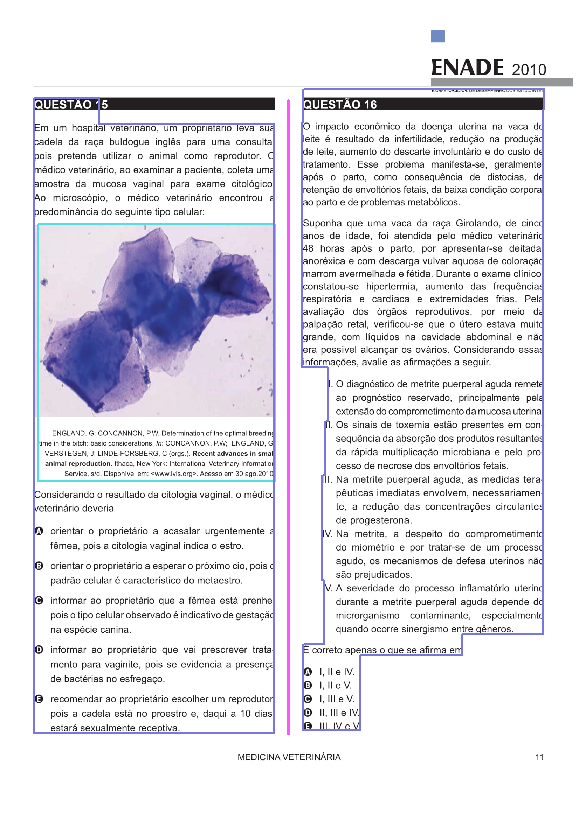 ENADE 2010
QUESTÃO 15
Em um hospital veterinário, um proprietário leva sua
cadela da raça buldogue inglês para uma consulta,
pois pretende utilizar o animal como reprodutor. O
médico veterinário, ao examinar a paciente, coleta uma
amostra da mucosa vaginal para exame citológico.
Ao microscópio, o médico veterinário encontrou a
predominância do seguinte tipo celular:
ENGLAND, G; CONCANNON, P.W. Determination of the optimal breeding
time in the bitch: basic considerations. In: CONCANNON, P.W; ENGLAND, G;
VERSTEGEN, J; LINDE-FORSBERG, C (orgs.). Recent advances in small
animal reproduction. Ithaca, New York: International Veterinary Information
Service, s/d. Disponível em: <www.ivis.org>. Acesso em 30 ago.2010.
Considerando o resultado da citologia vaginal, o médico
veterinário deveria
A orientar o proprietário a acasalar urgentemente a
fêmea, pois a citologia vaginal indica o estro.
B orientar o proprietário a esperar o próximo cio, pois o
padrão celular é característico do metaestro.
C informar ao proprietário que a fêmea está prenhe,
pois o tipo celular observado é indicativo de gestação
na espécie canina.
D informar ao proprietário que vai prescrever trata-
mento para vaginite, pois se evidencia a presença
de bactérias no esfregaço.
E recomendar ao proprietário escolher um reprodutor,
pois a cadela está no proestro e, daqui a 10 dias,
estará sexualmente receptiva.
QUESTÃO 16
O impacto econômico da doença uterina na vaca de
leite é resultado da infertilidade, redução na produção
de leite, aumento do descarte involuntário e do custo de
tratamento. Esse problema manifesta-se, geralmente,
após o parto, como consequência de distocias, de
retenção de envoltórios fetais, da baixa condição corporal
ao parto e de problemas metabólicos.
Suponha que uma vaca da raça Girolando, de cinco
anos de idade, foi atendida pelo médico veterinário
48 horas após o parto, por apresentar-se deitada,
anoréxica e com descarga vulvar aquosa de coloração
marrom avermelhada e fétida. Durante o exame clínico,
constatou-se hipertermia, aumento das frequências
respiratória e cardíaca e extremidades frias. Pela
avaliação dos órgãos reprodutivos, por meio da
palpação retal, verificou-se que o útero estava muito
grande, com líquidos na cavidade abdominal e não
era possível alcançar os ovários. Considerando essas
informações, avalie as afirmações a seguir.
I. O diagnóstico de metrite puerperal aguda remete
ao prognóstico reservado, principalmente pela
extensão do comprometimento da mucosa uterina.
II. Os sinais de toxemia estão presentes em con-
sequência da absorção dos produtos resultantes
da rápida multiplicação microbiana e pelo pro-
cesso de necrose dos envoltórios fetais.
III. Na metrite puerperal aguda, as medidas tera-
pêuticas imediatas envolvem, necessariamen-
te, a redução das concentrações circulantes
de progesterona.
IV. Na metrite, a despeito do comprometimento
do miométrio e por tratar-se de um processo
agudo, os mecanismos de defesa uterinos não
são prejudicados.
V. A severidade do processo inflamatório uterino
durante a metrite puerperal aguda depende do
microrganismo contaminante, especialmente
quando ocorre sinergismo entre gêneros.
É correto apenas o que se afirma em
A I, II e IV.
B I, II e V.
C I, III e V.
D II, III e IV.
E III, IV e V.
MEDICINA VETERINÁRIA
11